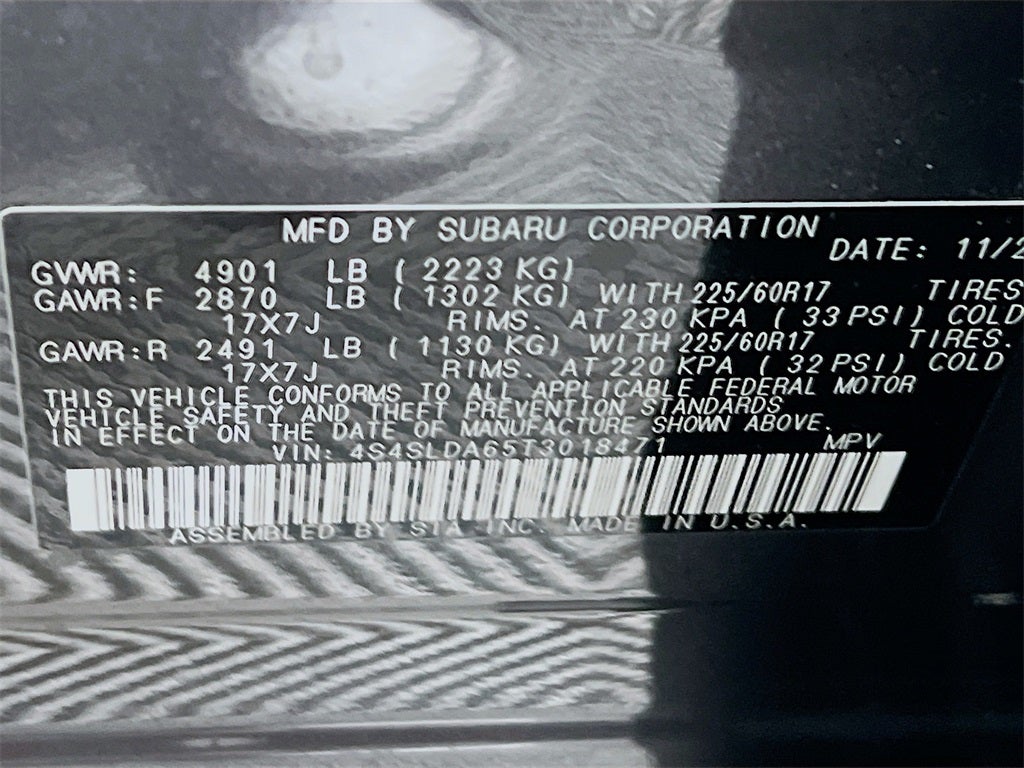 MFD BY SUBARU CORPORATION
DATE: 11/2
GVWR: 4901 LB ( 2223 KG)
GAWR:F 2870 LB ( 1302 KG) WITH 225/60R17 TIRES
17X7J RIMS. AT 230 KPA ( 33 PSI) COLD
GAWR:R 2491 LB ( 1130 KG) WITH 225/60R17 TIRES.
17X7J RIMS. AT 220 KPA ( 32 PSI) COLD
THIS VEHICLE CONFORMS TO ALL APPLICABLE FEDERAL MOTOR
VEHICLE SAFETY AND THEFT PREVENTION STANDARDS
IN EFFECT ON THE DATE OF MANUFACTURE SHOWN ABOVE.
VIN: 4S4SLDA65T3018471 MPV
ASSEMBLED BY SIA INC. MADE IN U.S.A.